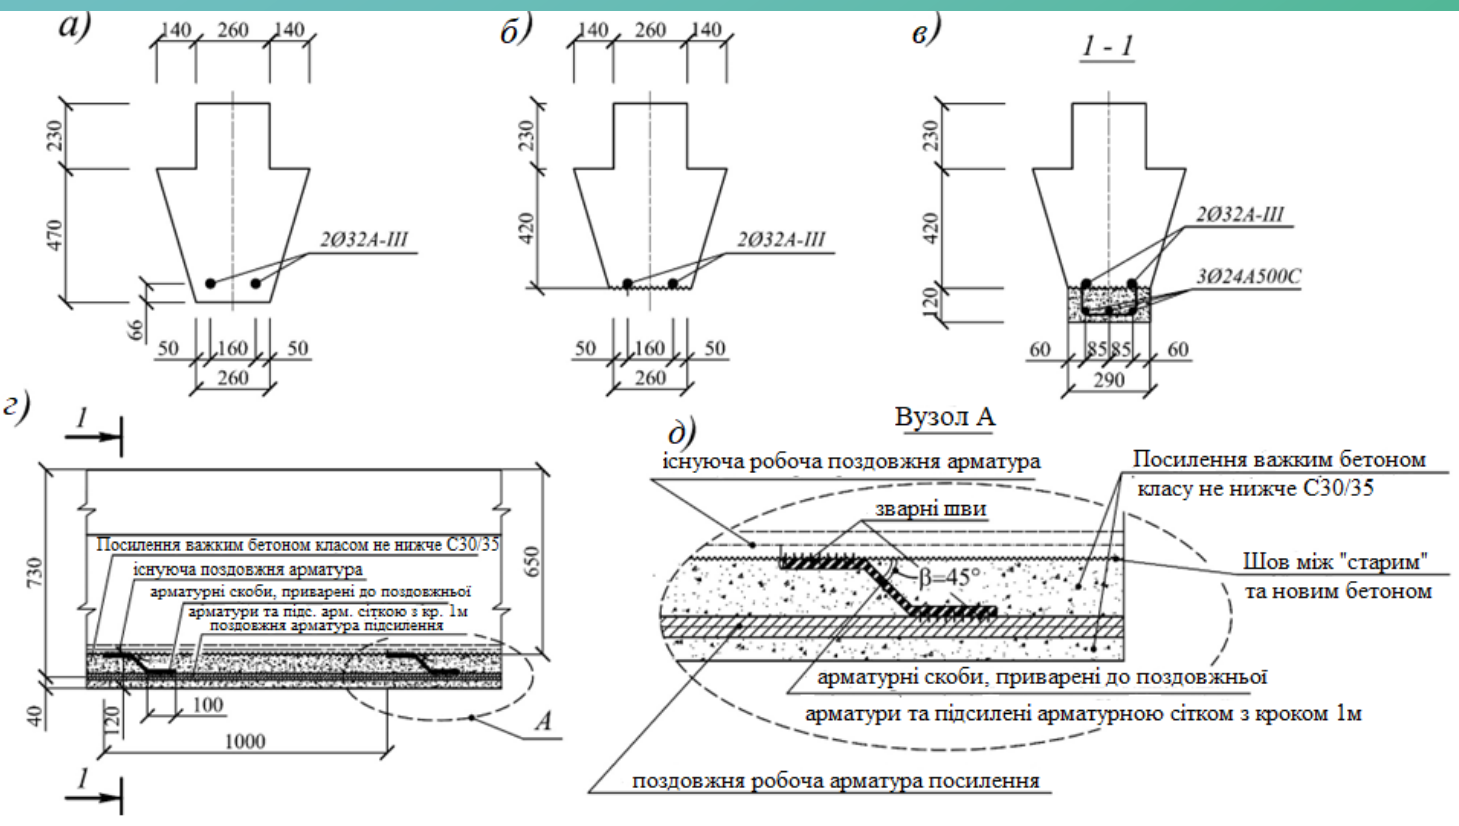 а)
140 260 140
230
470
66
2Ø32А-III
50 160 50
260
б)
140 260 140
230
420
2Ø32А-III
50 160 50
260
в)
1 - 1
230
420
120
2Ø32А-III
3Ø24А500С
60 85 85 60
290
г)
1
730
40
650
Посилення важким бетоном класом не нижче С30/35
існуюча поздовжня арматура
арматурні скоби, приварені до поздовжньої
арматури та підс. арм. сіткою з кр. 1м
поздовжня арматура підсилення
120
100
1000
А
1
д)
Вузол А
існуюча робоча поздовжня арматура
зварні шви
β=45°
Посилення важким бетоном
класу не нижче С30/35
Шов між "старим"
та новим бетоном
арматурні скоби, приварені до поздовжньої
арматури та підсилені арматурною сітком з кроком 1м
поздовжня робоча арматура посилення